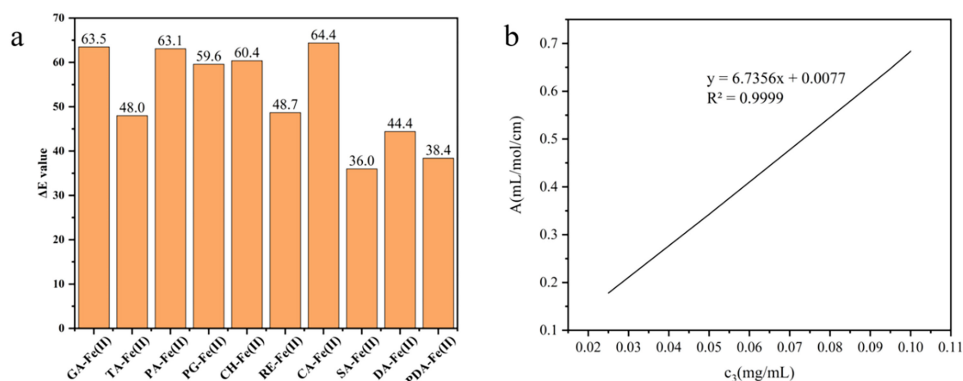 a
ΔE value
70
60
50
40
30
20
10
0
63.5
48.0
63.1
59.6
60.4
48.7
64.4
36.0
44.4
38.4
GA-Fe(II)
TA-Fe(II)
PA-Fe(II)
PG-Fe(II)
CH-Fe(II)
RE-Fe(II)
CA-Fe(II)
SA-Fe(II)
DA-Fe(II)
PDA-Fe(II)
b
A(mL/mol/cm)
0.7
0.6
0.5
0.4
0.3
0.2
0.1
y = 6.7356x + 0.0077
R² = 0.9999
0.02 0.03 0.04 0.05 0.06 0.07 0.08 0.09 0.10 0.11
c₃(mg/mL)